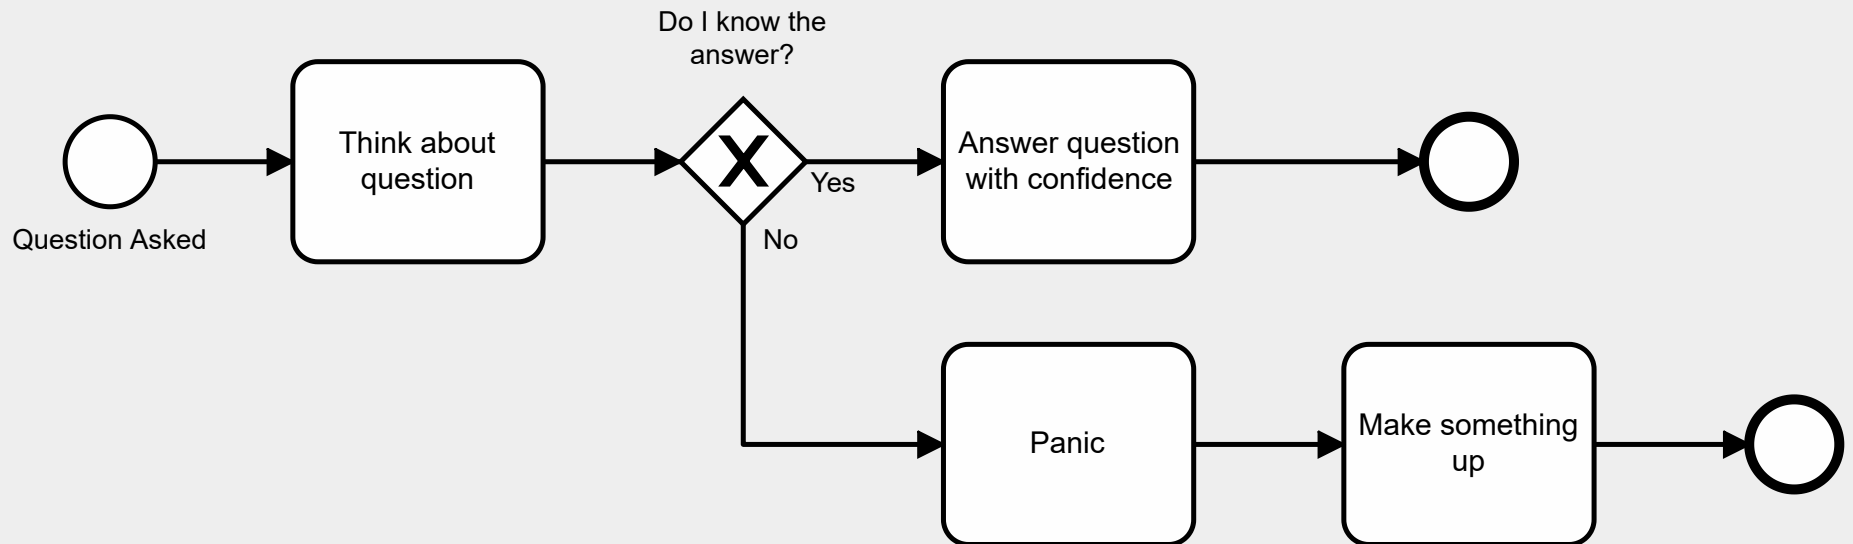 Do I know the
answer?
Think about
question
X
Yes
Answer question
with confidence
Question Asked
No
Panic
Make something
up